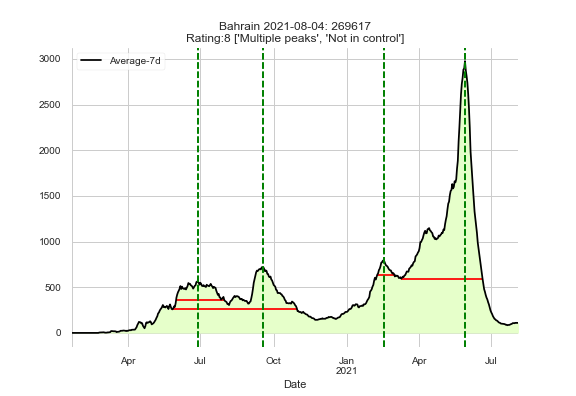 Bahrain 2021-08-04: 269617
Rating:8 ['Multiple peaks', 'Not in control']
Average-7d
3000
2500
2000
1500
1000
500
0
Apr
Jul
Oct
Jan
2021
Apr
Jul
Date